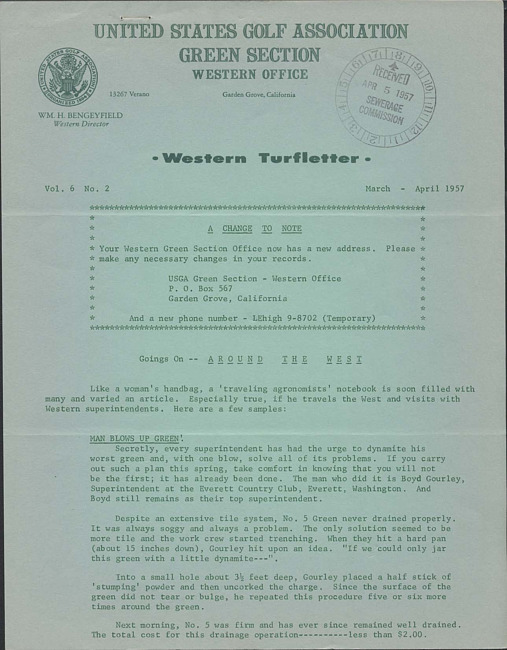 UNITED STATES GOLF ASSOCIATION
GREEN SECTION
WESTERN OFFICE
13267 Verano
Garden Grove, California
WM. H. BENGEYFIELD
Western Director
RECEIVED
APR 5 1957
SEWERAGE
COMMISSION
• Western Turfletter •
Vol. 6 No. 2
March - April 1957
A CHANGE TO NOTE
Your Western Green Section Office now has a new address. Please
make any necessary changes in your records.
USGA Green Section - Western Office
P. O. Box 567
Garden Grove, California
And a new phone number - LEhigh 9-8702 (Temporary)
Goings On -- A R O U N D T H E W E S T
Like a woman's handbag, a 'traveling agronomists' notebook is soon filled with
many and varied an article. Especially true, if he travels the West and visits with
Western superintendents. Here are a few samples:
MAN BLOWS UP GREEN!
Secretly, every superintendent has had the urge to dynamite his
worst green and, with one blow, solve all of its problems. If you carry
out such a plan this spring, take comfort in knowing that you will not
be the first; it has already been done. The man who did it is Boyd Gourley,
Superintendent at the Everett Country Club, Everett, Washington. And
Boyd still remains as their top superintendent.
Despite an extensive tile system, No. 5 Green never drained properly.
It was always soggy and always a problem. The only solution seemed to be
more tile and the work crew started trenching. When they hit a hard pan
(about 15 inches down), Gourley hit upon an idea. "If we could only jar
this green with a little dynamite---".
Into a small hole about 3½ feet deep, Gourley placed a half stick of
'stumping' powder and then uncorked the charge. Since the surface of the
green did not tear or bulge, he repeated this procedure five or six more
times around the green.
Next morning, No. 5 was firm and has ever since remained well drained.
The total cost for this drainage operation----------less than $2.00.